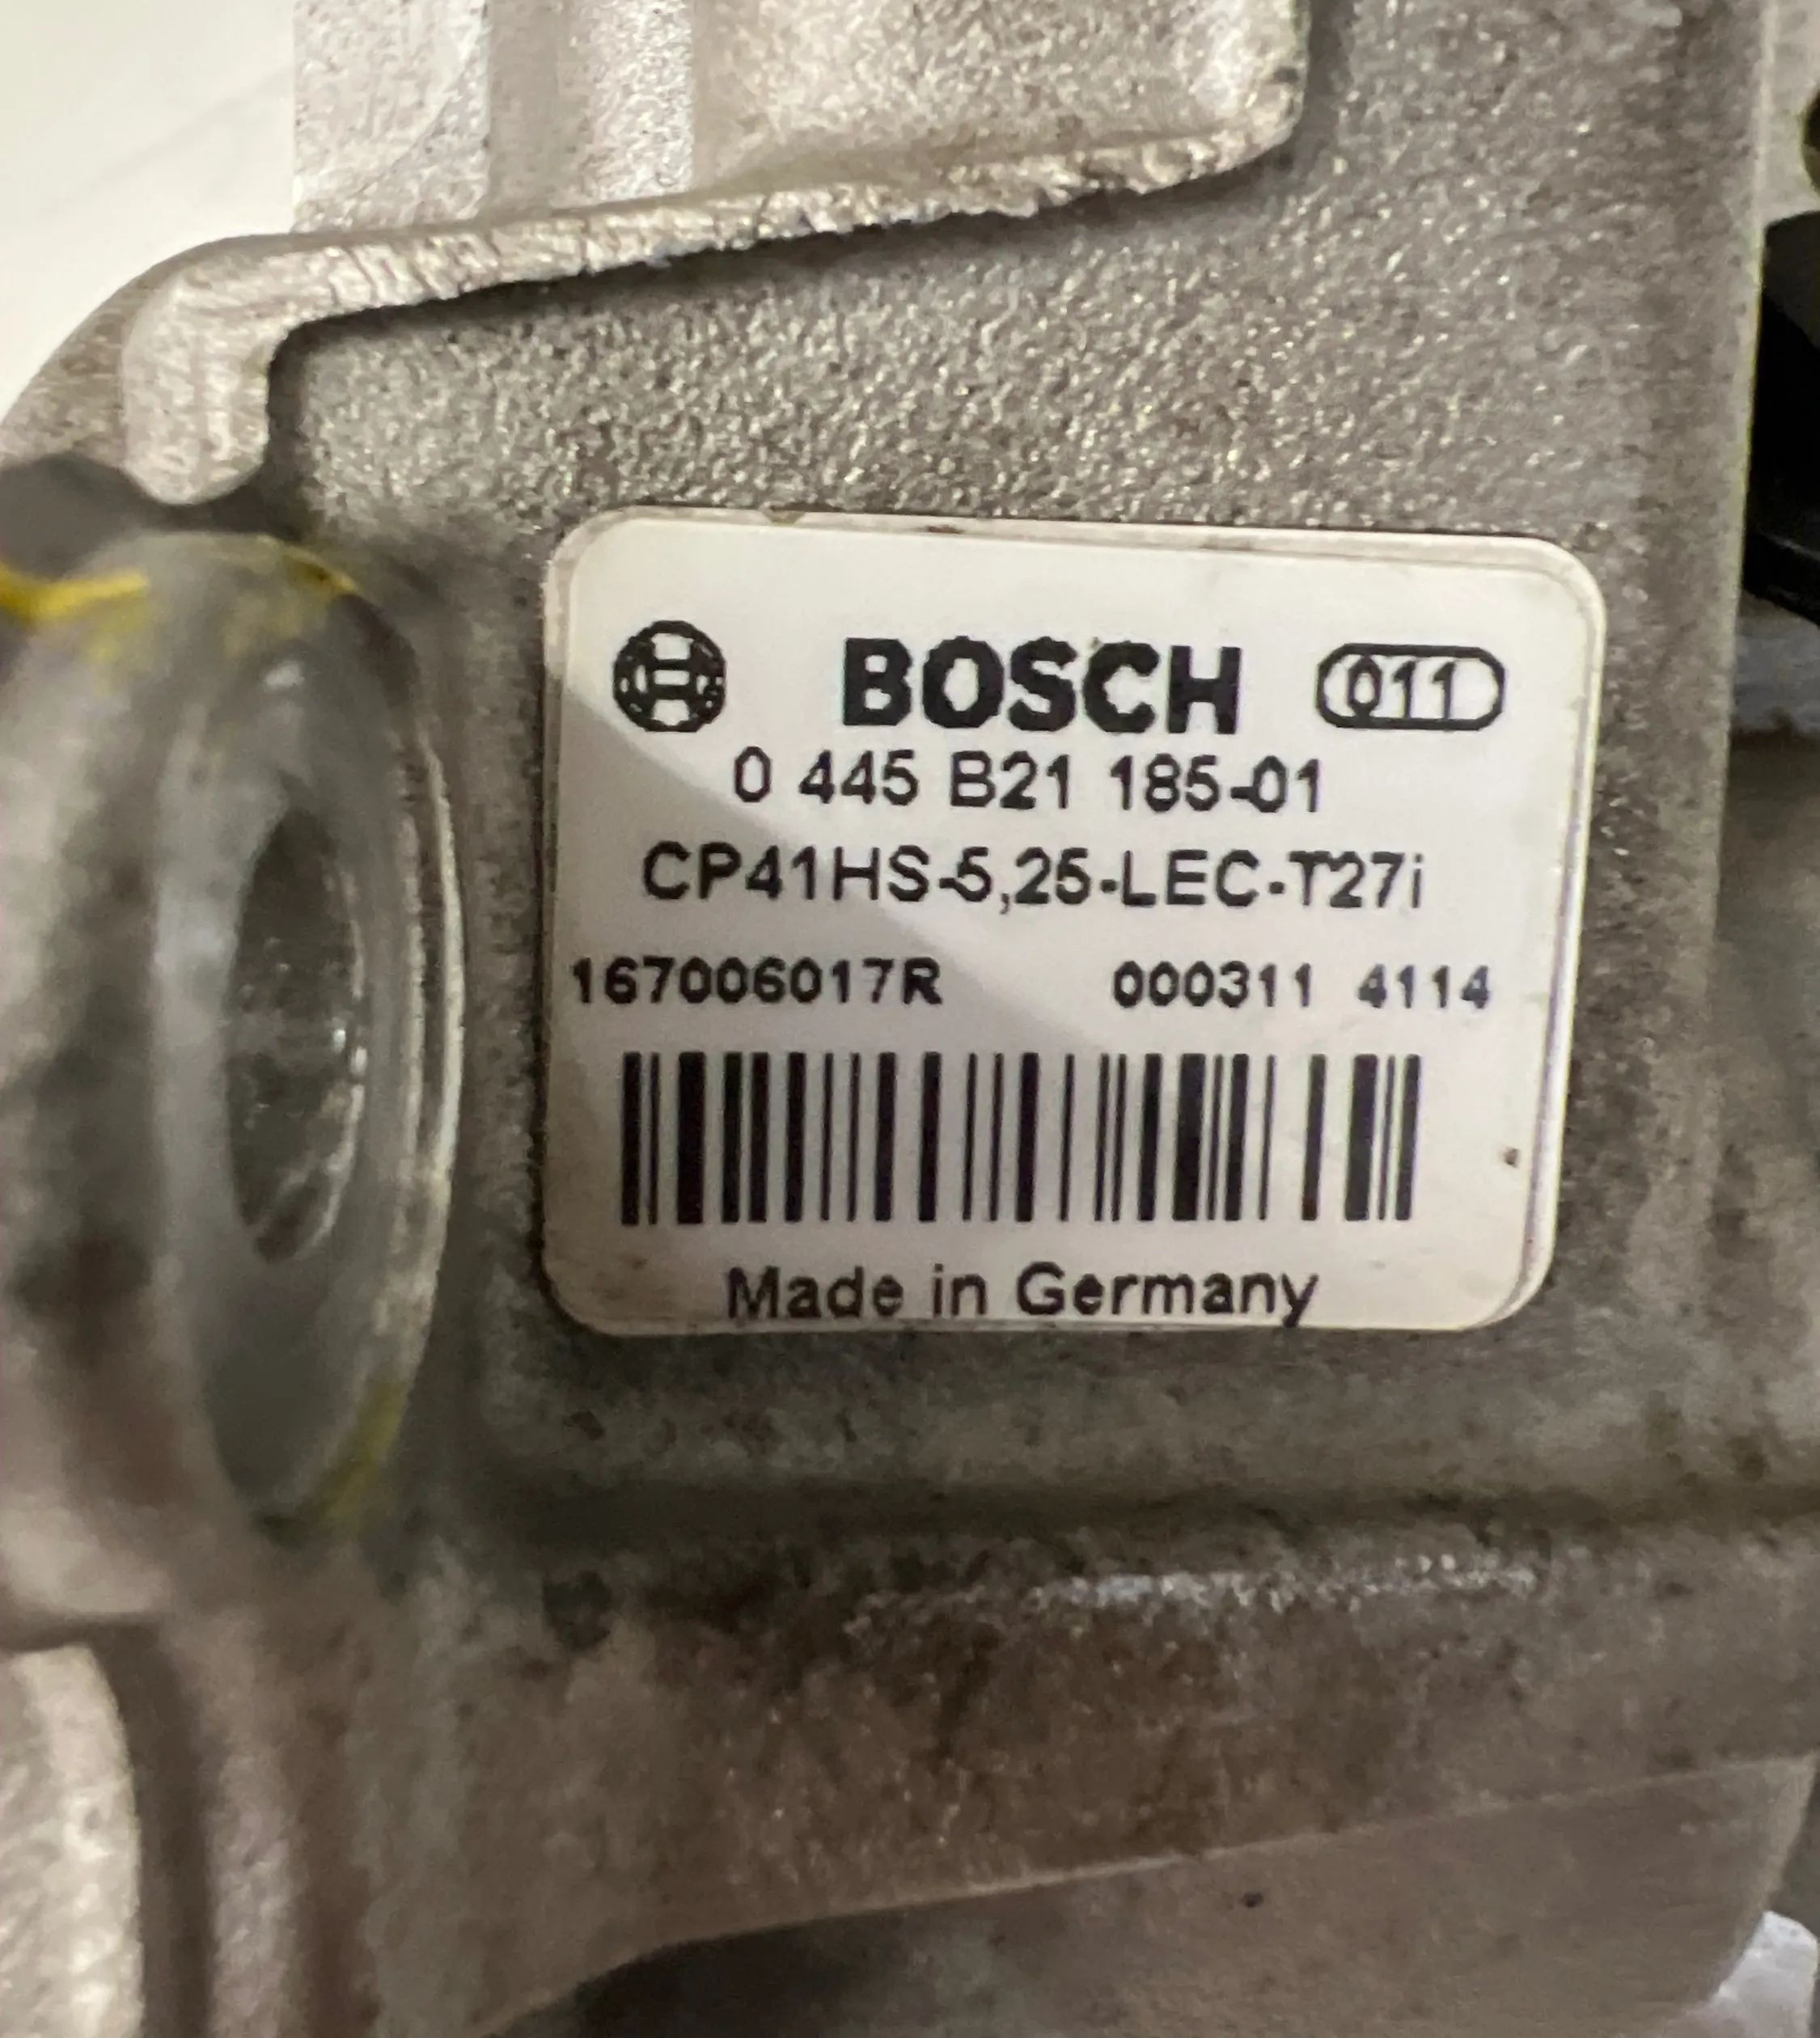 BOSCH 011
0 445 B21 185-01
CP41HS-5,25-LEC-T27i
167006017R 000311 4114
Made in Germany